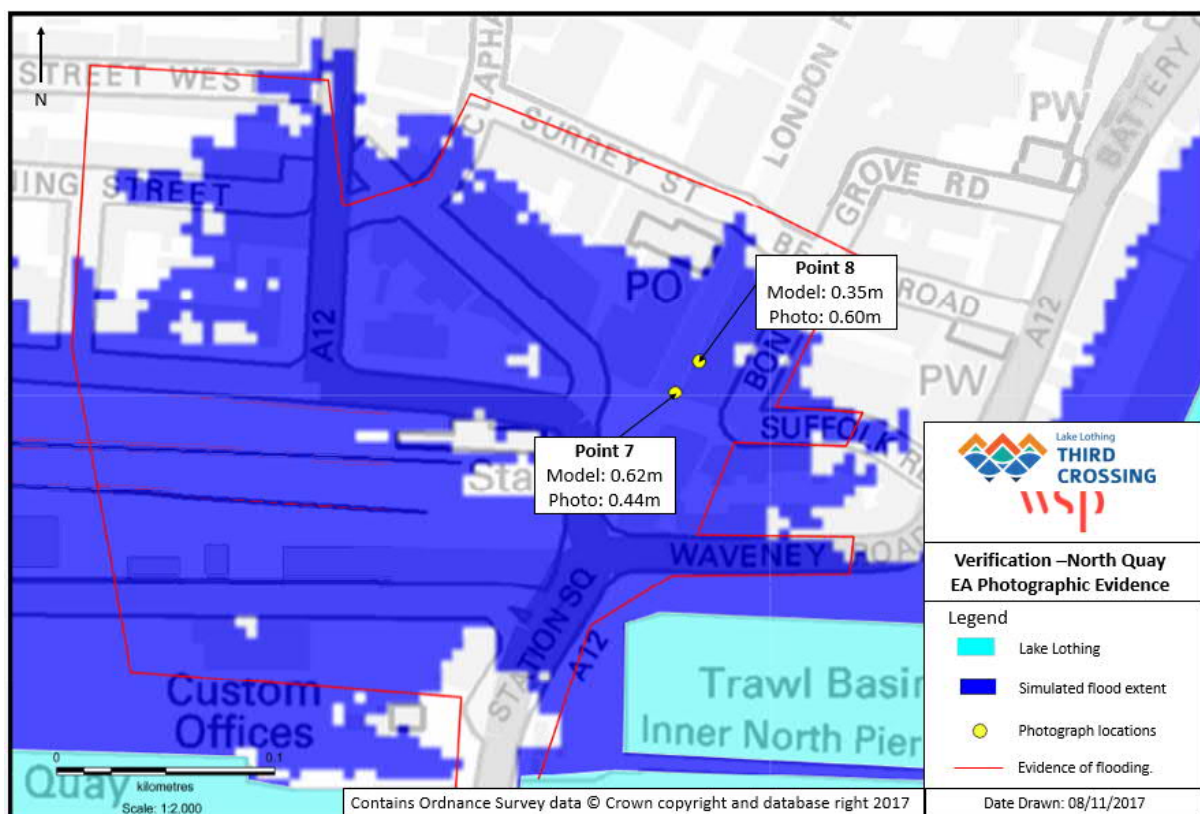 N
STREET WEST
CLAPHA
LONDON R
BATTERY
PW
SURREY ST
GROVE RD
ING STREET
PO
BE
ROAD
Point 8
Model: 0.35m
Photo: 0.60m
A12
A12
BON
PW
SUFFOLK RD
Point 7
Model: 0.62m
Photo: 0.44m
Sta
WAVENEY ROAD
STATION SQ
A12
Custom
Offices
Trawl Basin
Inner North Pier
Quay
0 0.1
kilometres
Scale: 1:2,000
Lake Lothing
THIRD
CROSSING
wsp
Verification –North Quay
EA Photographic Evidence
Legend
Lake Lothing
Simulated flood extent
Photograph locations
Evidence of flooding.
Contains Ordnance Survey data © Crown copyright and database right 2017
Date Drawn: 08/11/2017